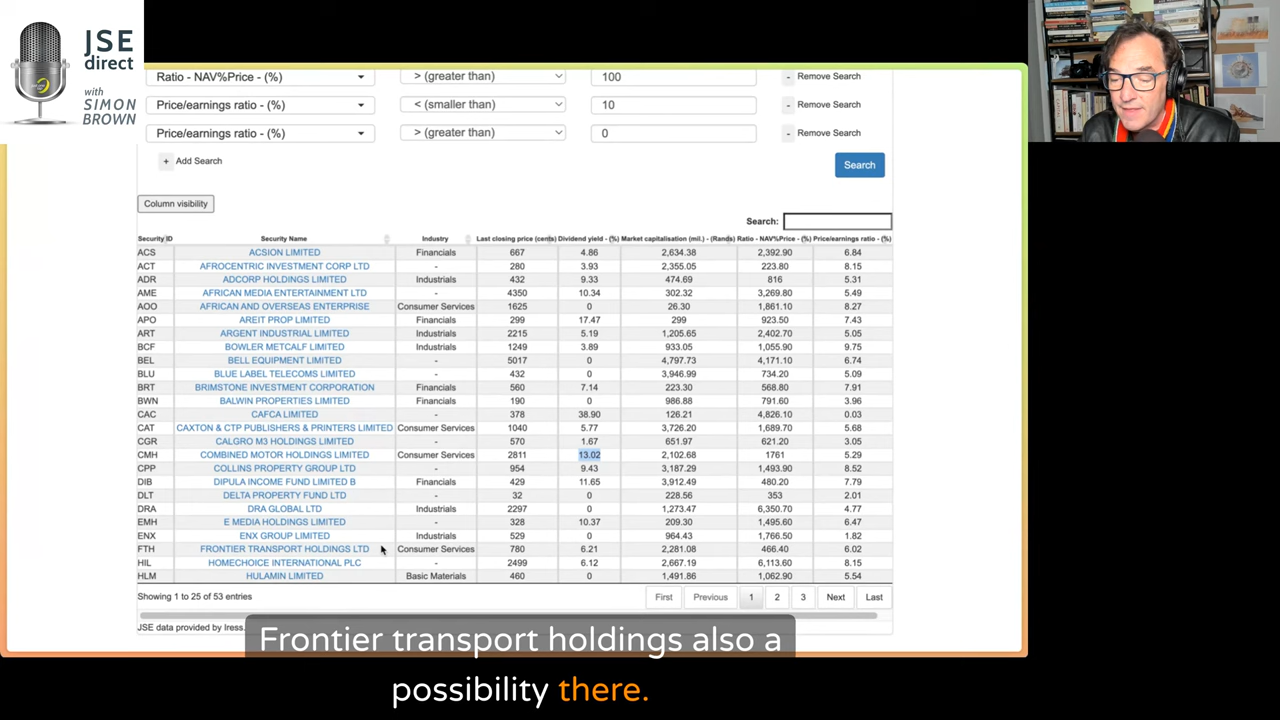 JSE
direct
with
SIMON
BROWN
Ratio - NAV%Price - (%) > (greater than) 100 - Remove Search
Price/earnings ratio - (%) < (smaller than) 10 - Remove Search
Price/earnings ratio - (%) > (greater than) 0 - Remove Search
+ Add Search
Search
Column visibility
Search:
Security ID Security Name Industry Last closing price (cents) Dividend yield - (%) Market capitalisation (mil.) - (Rands) Ratio - NAV%Price - (%) Price/earnings ratio - (%)
ACS ACSION LIMITED Financials 667 4.86 2,634.38 2,392.90 6.84
ACT AFROCENTRIC INVESTMENT CORP LTD - 280 3.93 2,355.05 223.80 8.15
ADR ADCORP HOLDINGS LIMITED Industrials 432 9.33 474.69 816 5.31
AME AFRICAN MEDIA ENTERTAINMENT LTD - 4350 10.34 302.32 3,269.80 5.49
AOO AFRICAN AND OVERSEAS ENTERPRISE Consumer Services 1625 0 26.30 1,861.10 8.27
APO AREIT PROP LIMITED Financials 299 17.47 299 923.50 7.43
ART ARGENT INDUSTRIAL LIMITED Industrials 2215 5.19 1,205.65 2,402.70 5.05
BCF BOWLER METCALF LIMITED Industrials 1249 3.89 933.05 1,055.90 9.75
BEL BELL EQUIPMENT LIMITED - 5017 0 4,797.73 4,171.10 6.74
BLU BLUE LABEL TELECOMS LIMITED - 432 0 3,946.99 734.20 5.09
BRT BRIMSTONE INVESTMENT CORPORATION Financials 560 7.14 223.30 568.80 7.91
BWN BALWIN PROPERTIES LIMITED Financials 190 0 986.88 791.60 3.96
CAC CAFCA LIMITED - 378 38.90 126.21 4,826.10 0.03
CAT CAXTON & CTP PUBLISHERS & PRINTERS LIMITED Consumer Services 1040 5.77 3,726.20 1,689.70 5.68
CGR CALGRO M3 HOLDINGS LIMITED - 570 1.67 651.97 621.20 3.05
CMH COMBINED MOTOR HOLDINGS LIMITED Consumer Services 2811 13.02 2,102.68 1761 5.29
CPP COLLINS PROPERTY GROUP LTD - 954 9.43 3,187.29 1,493.90 8.52
DIB DIPULA INCOME FUND LIMITED B Financials 429 11.65 3,912.49 480.20 7.79
DLT DELTA PROPERTY FUND LTD - 32 0 228.56 353 2.01
DRA DRA GLOBAL LTD Industrials 2297 0 1,273.47 6,350.70 4.77
EMH E MEDIA HOLDINGS LIMITED - 328 10.37 209.30 1,495.60 6.47
ENX ENX GROUP LIMITED Industrials 529 0 964.43 1,766.50 1.82
FTH FRONTIER TRANSPORT HOLDINGS LTD Consumer Services 780 6.21 2,281.08 466.40 6.02
HIL HOMECHOICE INTERNATIONAL PLC - 2499 6.12 2,667.19 6,113.60 8.15
HLM HULAMIN LIMITED Basic Materials 460 0 1,491.86 1,062.90 5.54
Showing 1 to 25 of 53 entries First Previous 1 2 3 Next Last
JSE data provided by Iress.
Frontier transport holdings also a
possibility there.